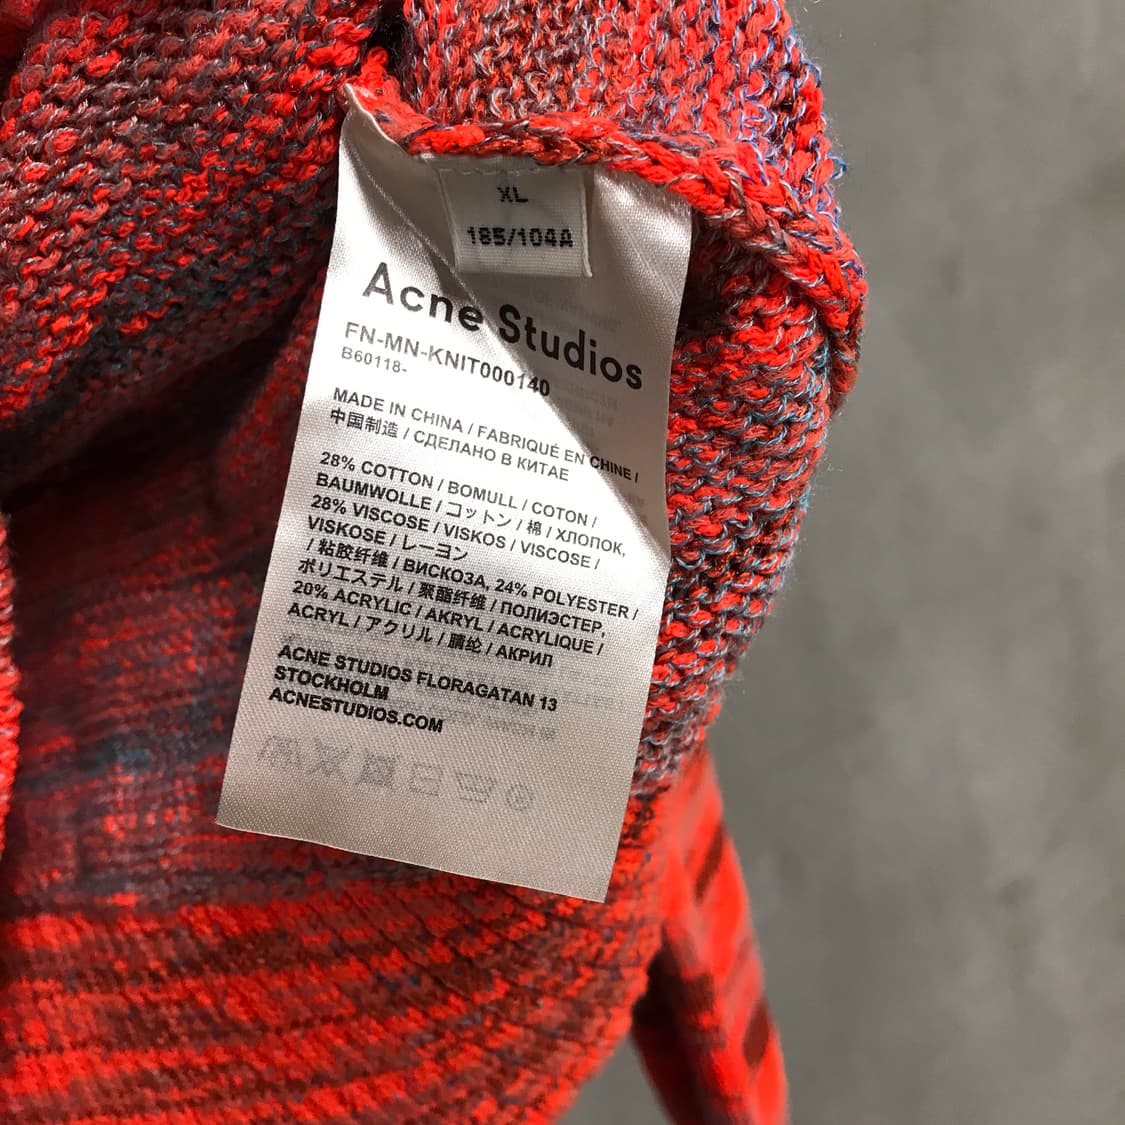 XL
185/104A
Acne Studios
FN-MN-KNIT000140
B60118-
MADE IN CHINA / FABRIQUÉ EN CHINE /
中国制造 / СДЕЛАНО В КИТАЕ
28% COTTON / BOMULL / COTON /
BAUMWOLLE / コットン / 棉 / ХЛОПОК,
28% VISCOSE / VISKOS / VISCOSE /
VISKOSE / レーヨン
/ 粘胶纤维 / ВИСКОЗА, 24% POLYESTER /
ポリエステル / 聚酯纤维 / ПОЛИЭСТЕР,
20% ACRYLIC / AKRYL / ACRYLIQUE /
ACRYL / アクリル / 腈纶 / АКРИЛ
ACNE STUDIOS FLORAGATAN 13
STOCKHOLM
ACNESTUDIOS.COM